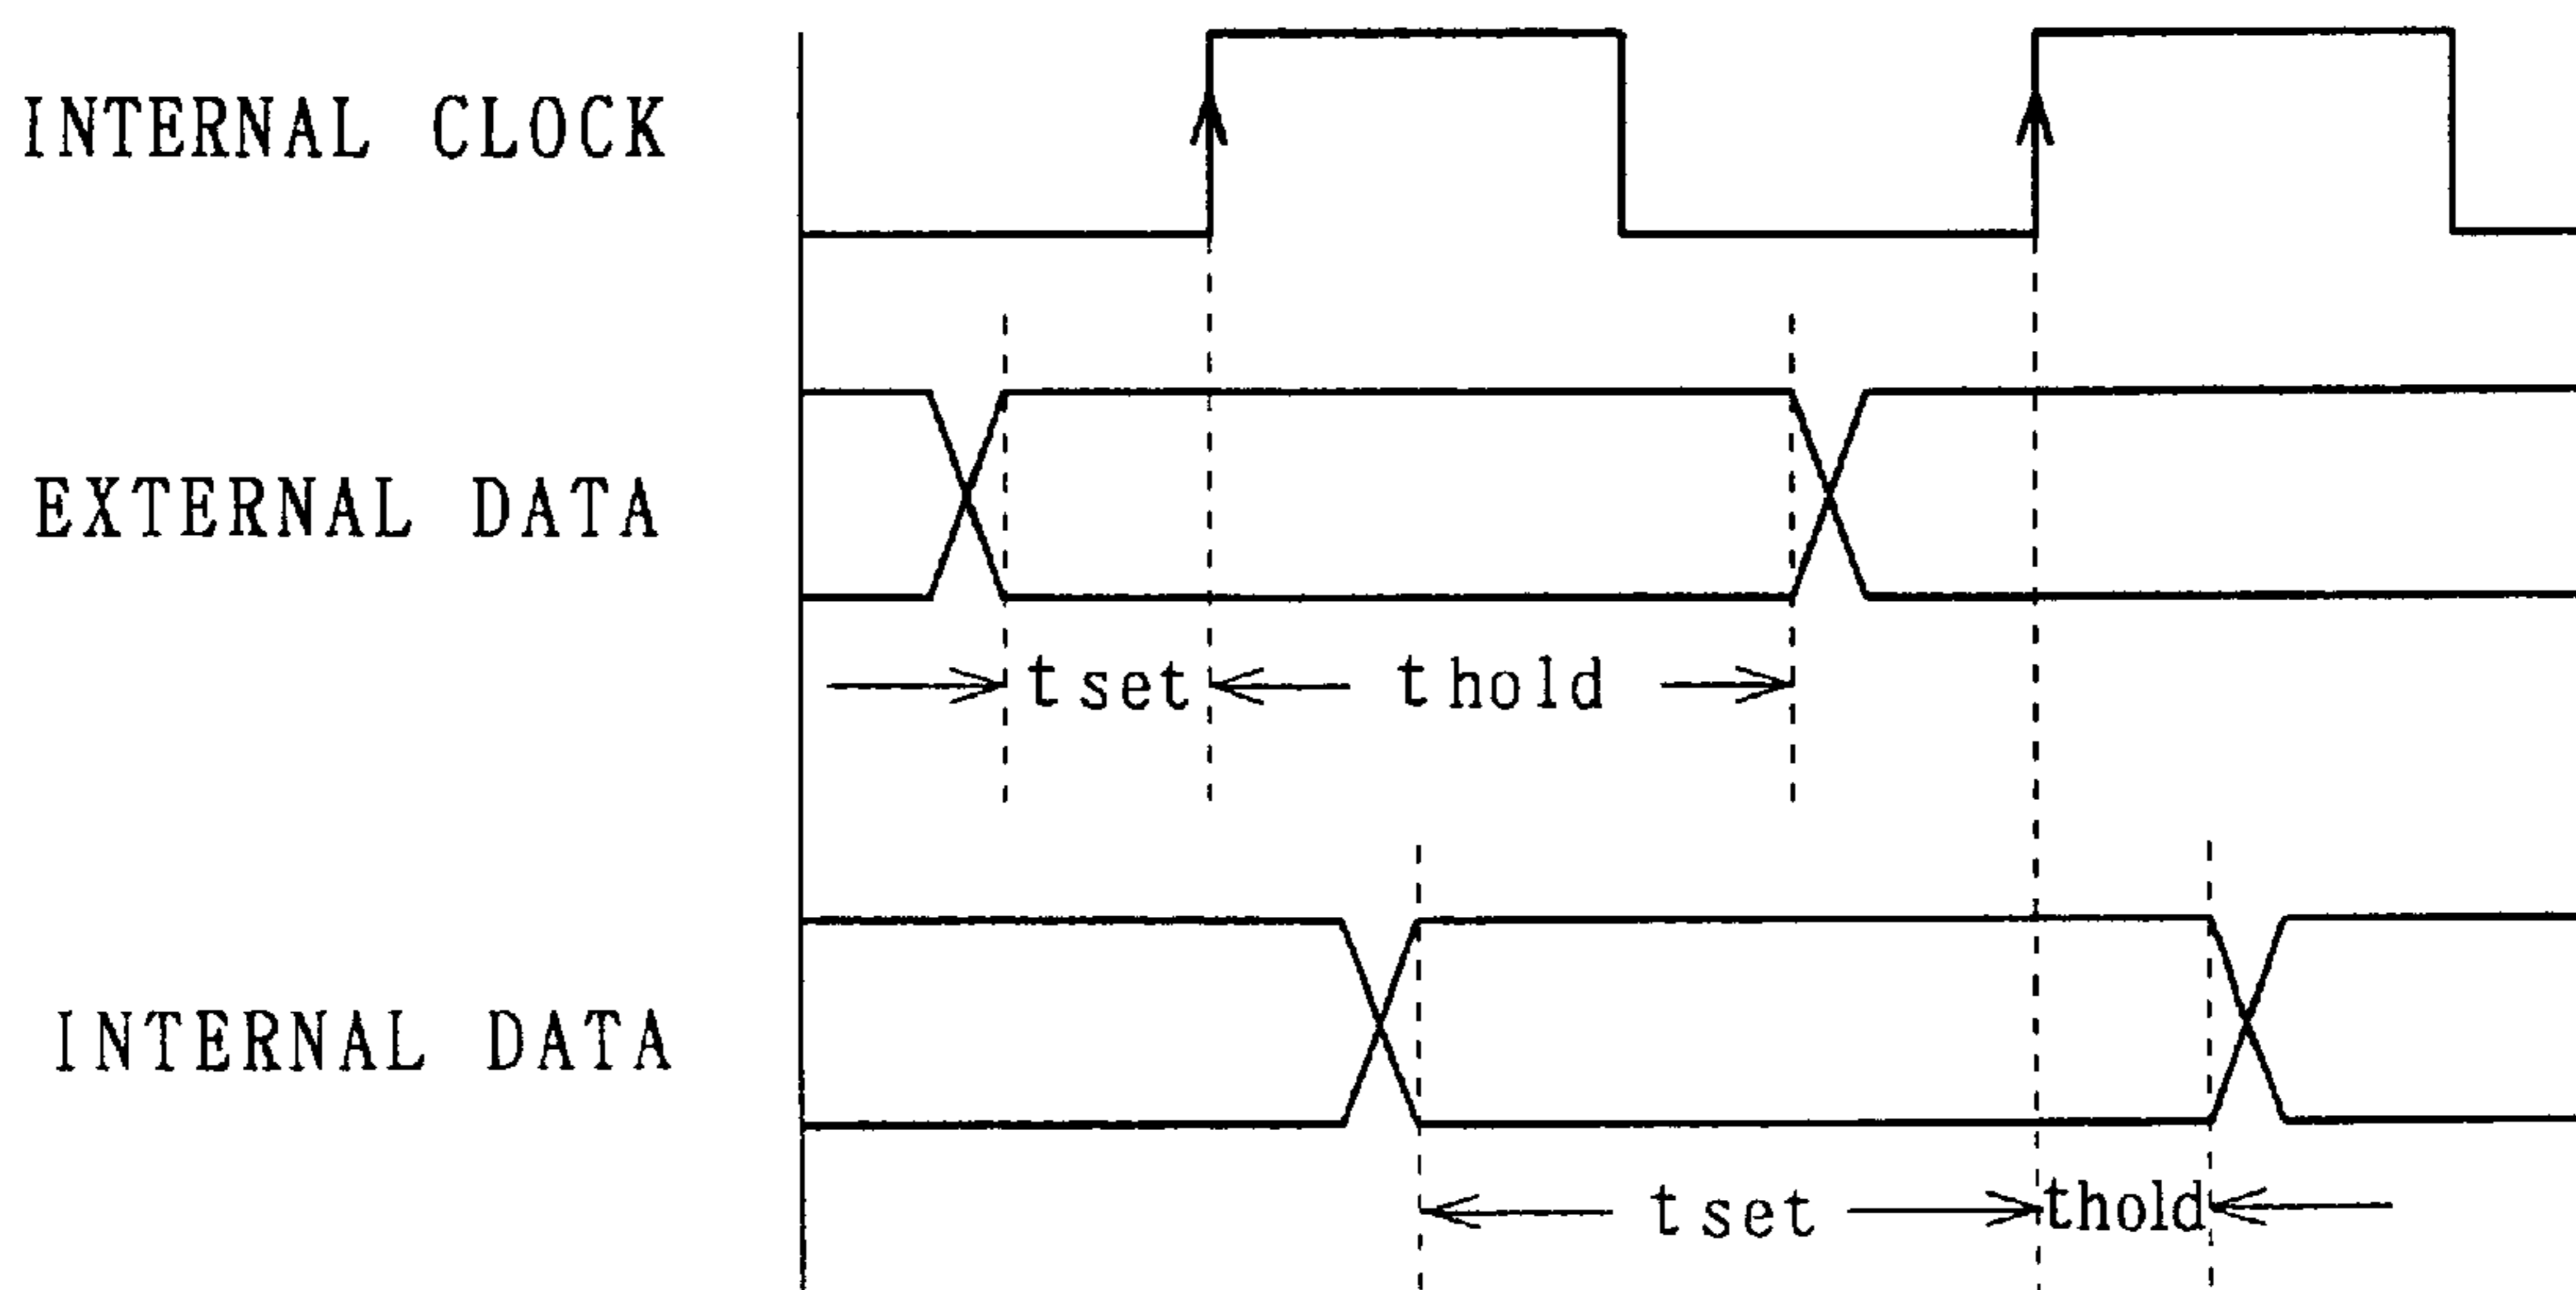 INTERNAL CLOCK
EXTERNAL DATA
tset
thold
INTERNAL DATA
tset
thold